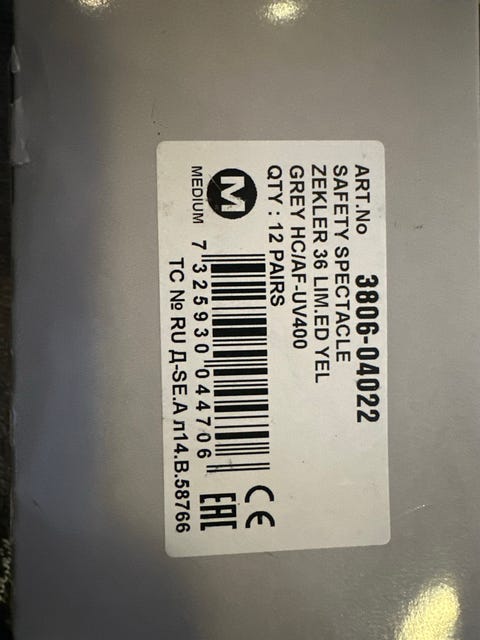 ART.No 3806-04022
SAFETY SPECTACLE
ZEKLER 36 LIM.ED YEL
GREY HC/AF-UV400
QTY : 12 PAIRS
M
MEDIUM
7 325930 044706
CE
EAC
TC № RU Д-SE.А л14.В.58766